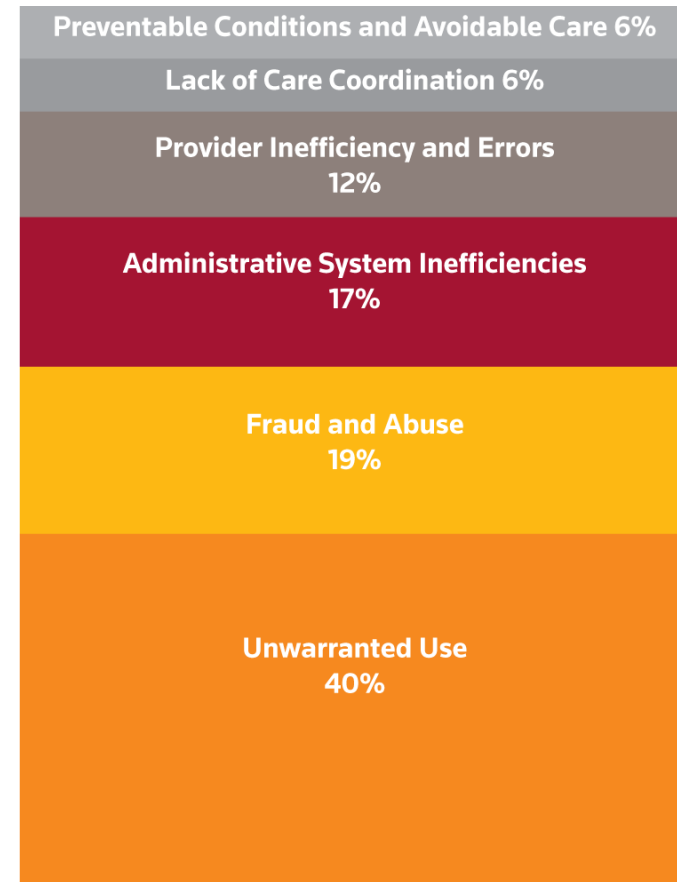 Preventable Conditions and Avoidable Care 6%
Lack of Care Coordination 6%
Provider Inefficiency and Errors
12%
Administrative System Inefficiencies
17%
Fraud and Abuse
19%
Unwarranted Use
40%